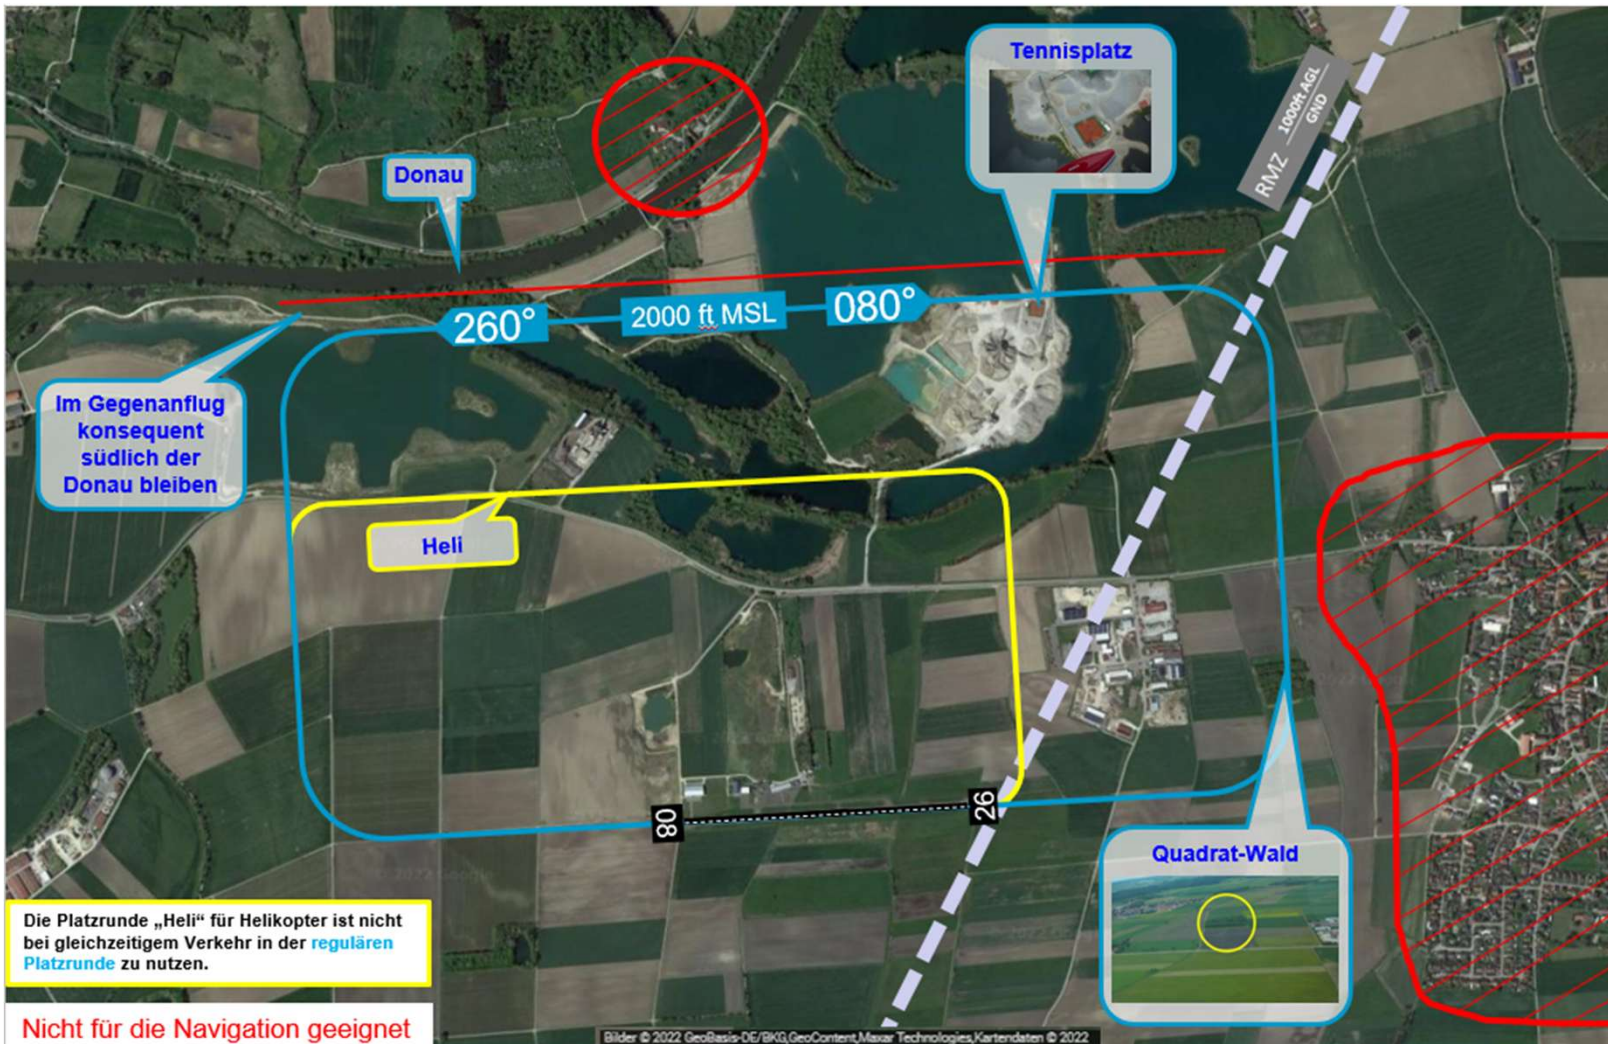 Tennisplatz
1000ft AGL
RMZ
GND
Donau
260°
2000 ft MSL
080°
Im Gegenanflug
konsequent
südlich der
Donau bleiben
Heli
08
26
Quadrat-Wald
Die Platzrunde „Heli“ für Helikopter ist nicht
bei gleichzeitigem Verkehr in der regulären
Platzrunde zu nutzen.
Nicht für die Navigation geeignet
Bilder © 2022 GeoBasis-DE/BKG,GeoContent,Maxar Technologies,Kartendaten © 2022